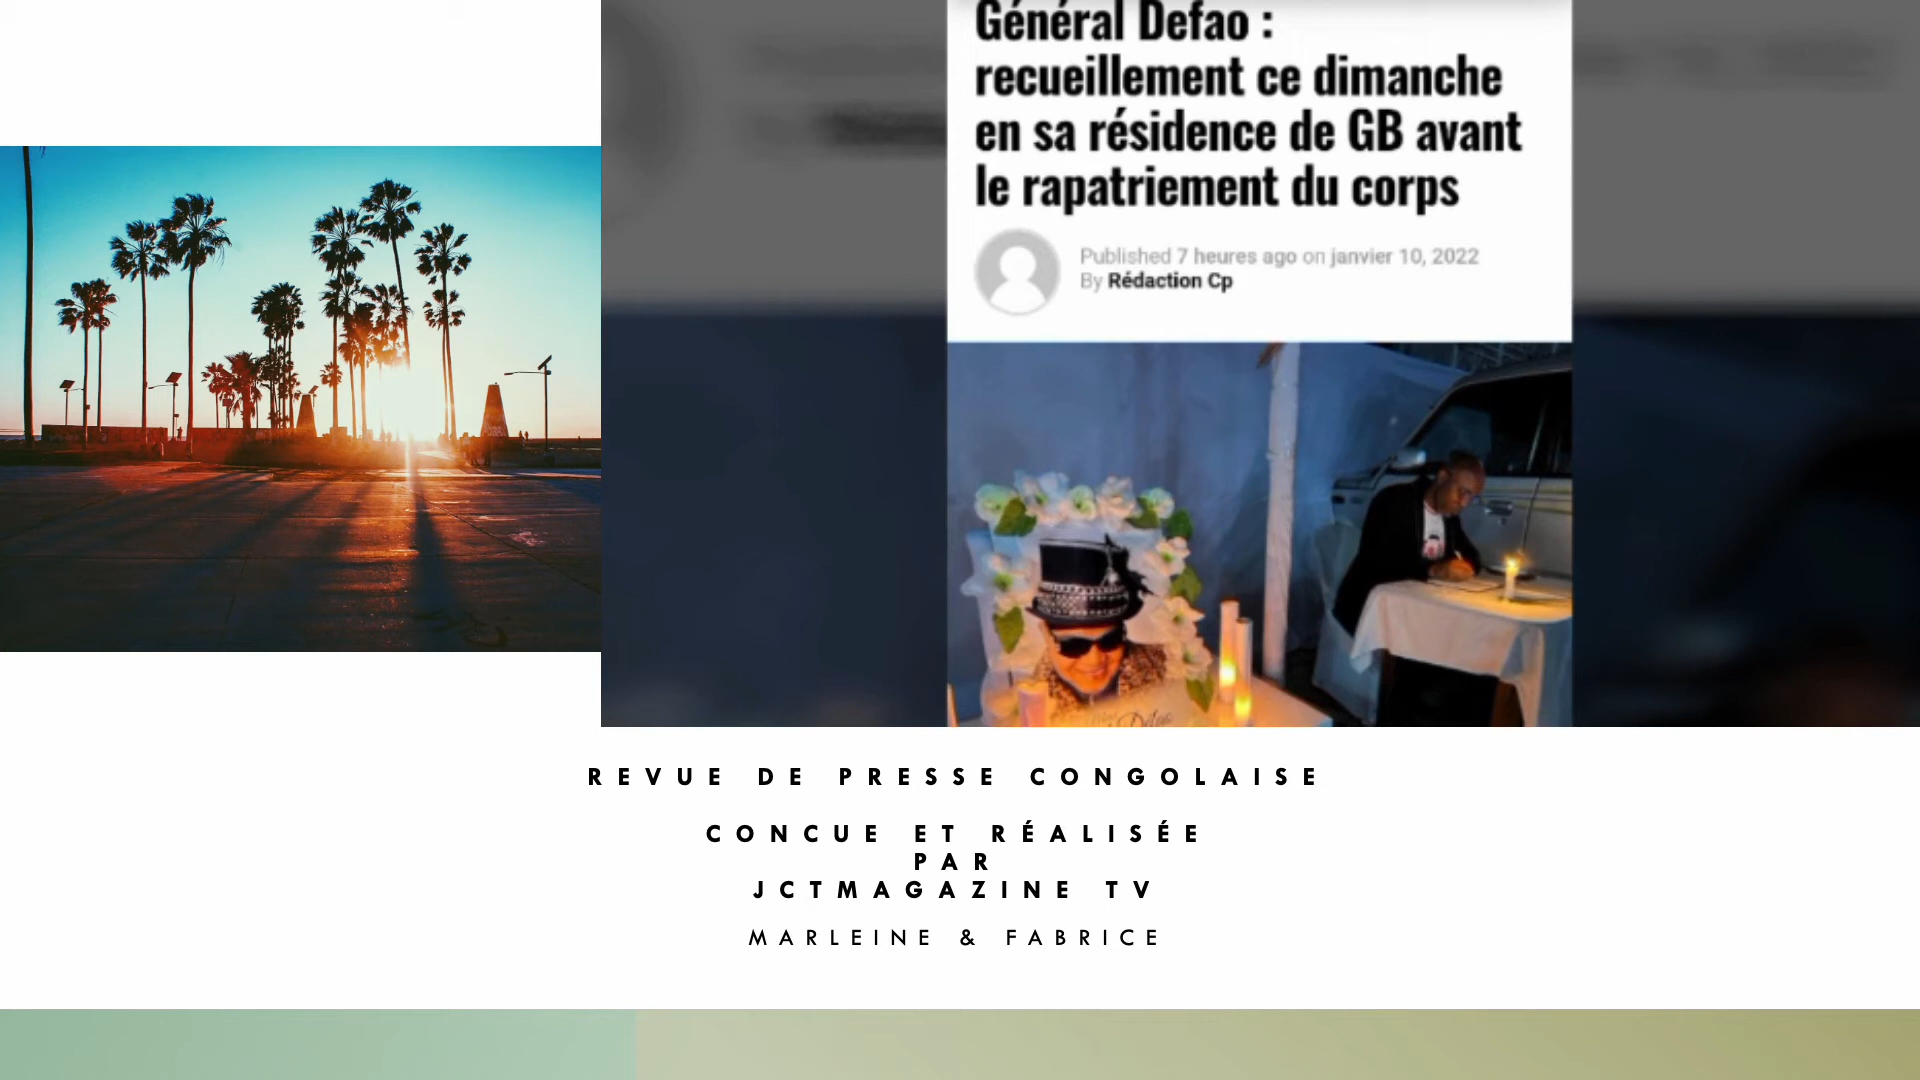 Général Defao :
recueillement ce dimanche
en sa résidence de GB avant
le rapatriement du corps
Published 7 heures ago on janvier 10, 2022
By Rédaction Cp
Defao
REVUE DE PRESSE CONGOLAISE
CONCUE ET RÉALISÉE
PAR
JCTMAGAZINE TV
MARLEINE & FABRICE